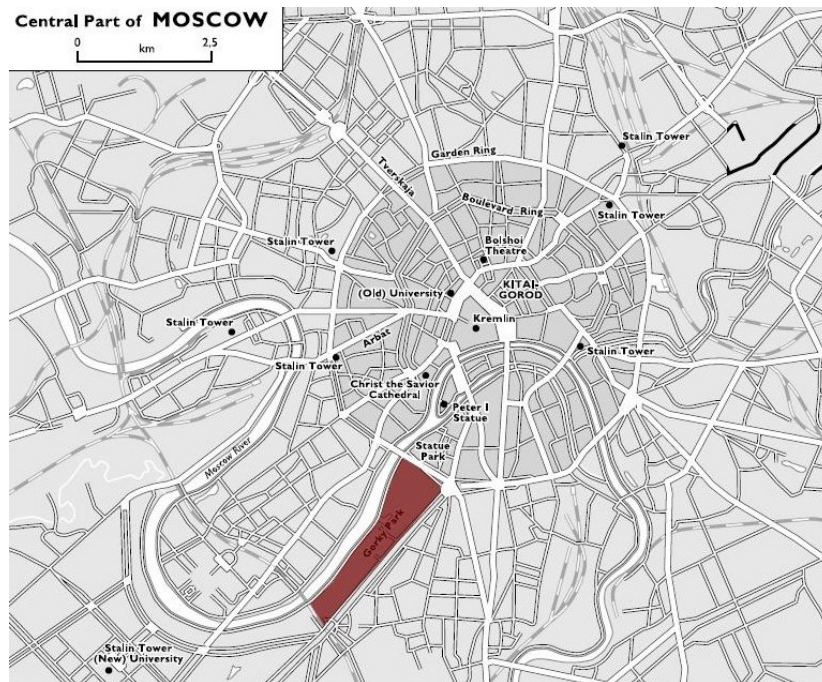 Central Part of MOSCOW
0 km 2,5
Stalin Tower
Garden Ring
Tverskaja
Boulevard Ring
Stalin Tower
Stalin Tower
Bolshoi
Theatre
(Old) University
KITAI-
GOROD
Kremlin
Stalin Tower
Arbat
Stalin Tower
Stalin Tower
Christ the Savior
Cathedral
Peter I
Statue
Statue
Park
Moscow River
Gorky Park
Stalin Tower
(New) University